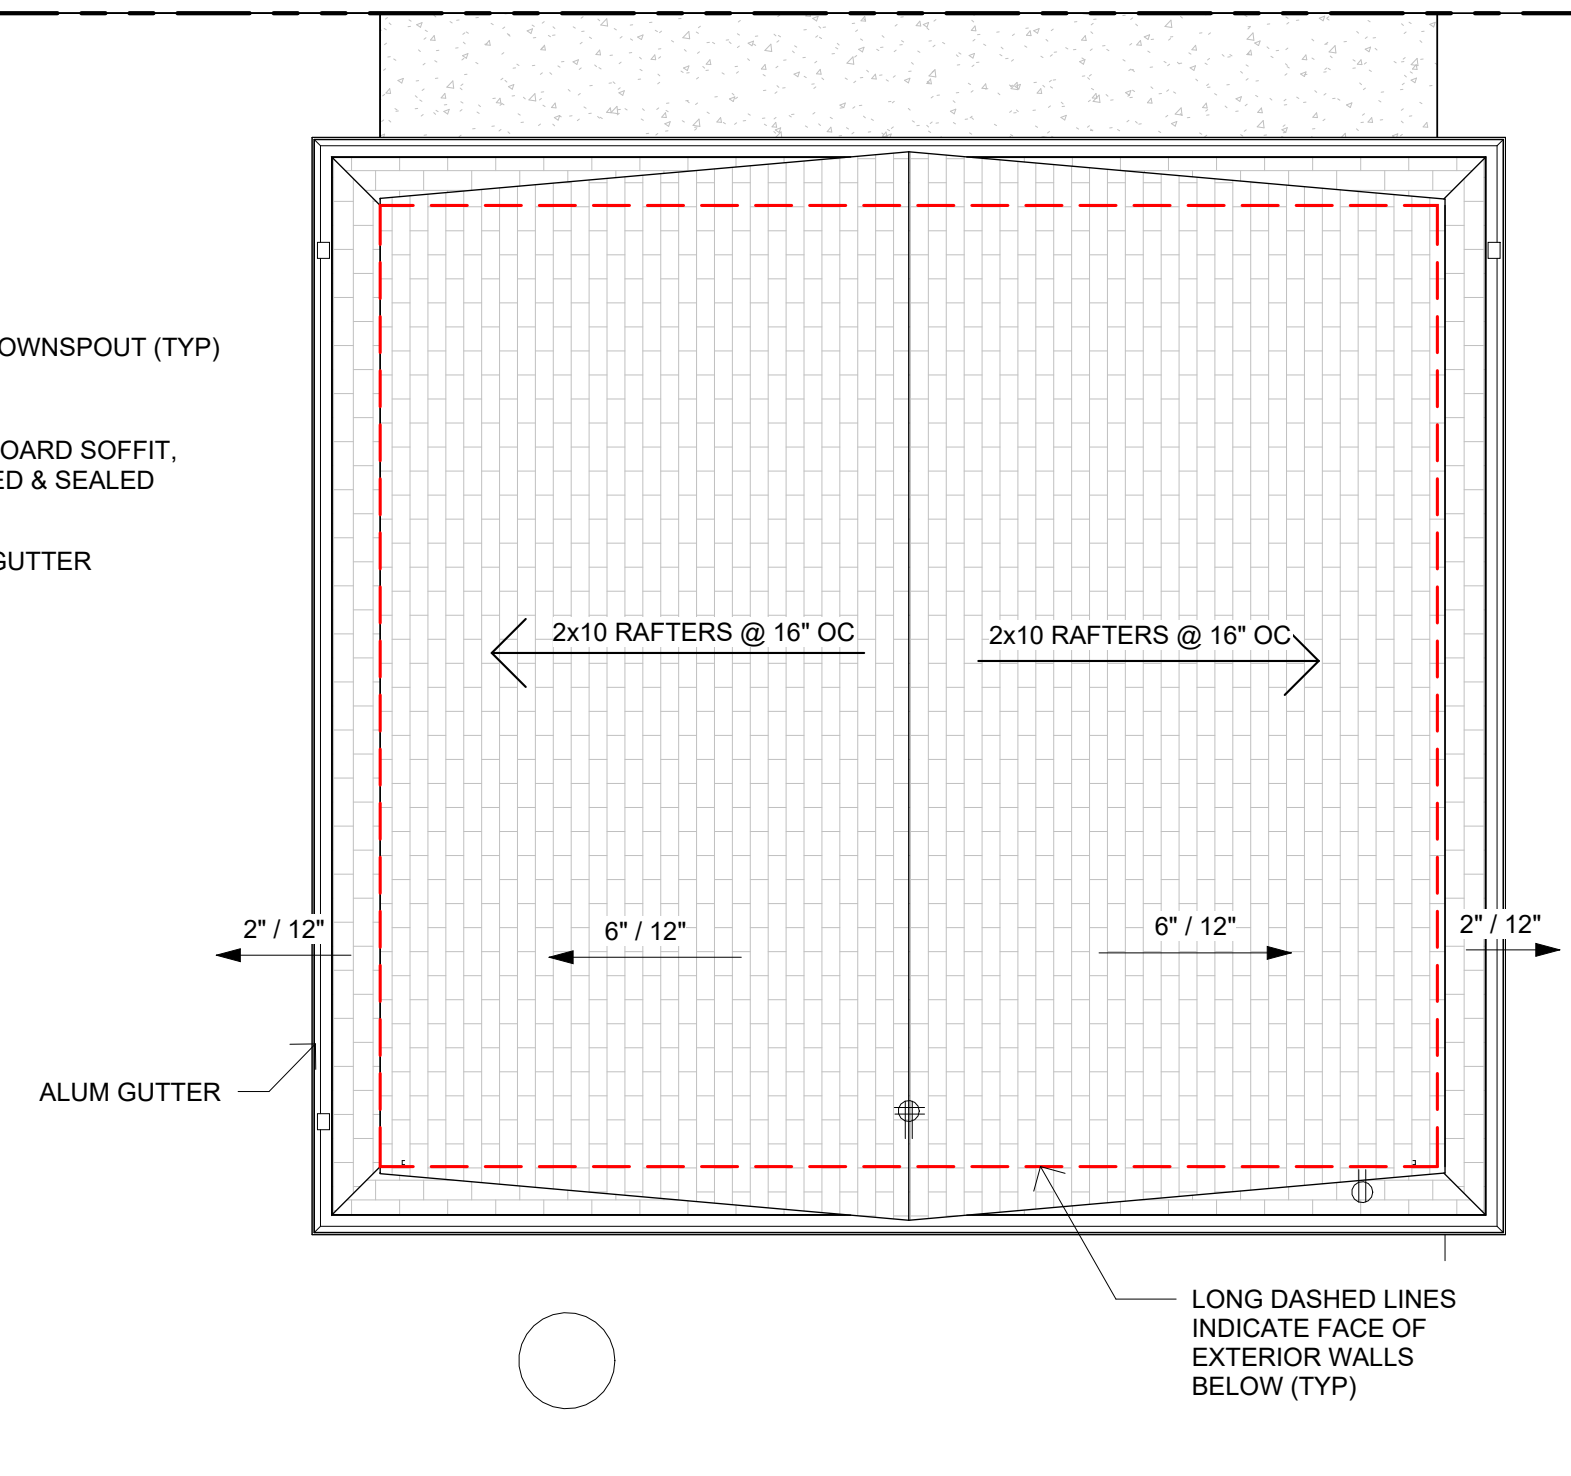 OWNSPOUT (TYP)
OARD SOFFIT,
ED & SEALED
GUTTER
2x10 RAFTERS @ 16" OC
2x10 RAFTERS @ 16" OC
2" / 12"
6" / 12"
6" / 12"
2" / 12"
ALUM GUTTER
LONG DASHED LINES
INDICATE FACE OF
EXTERIOR WALLS
BELOW (TYP)